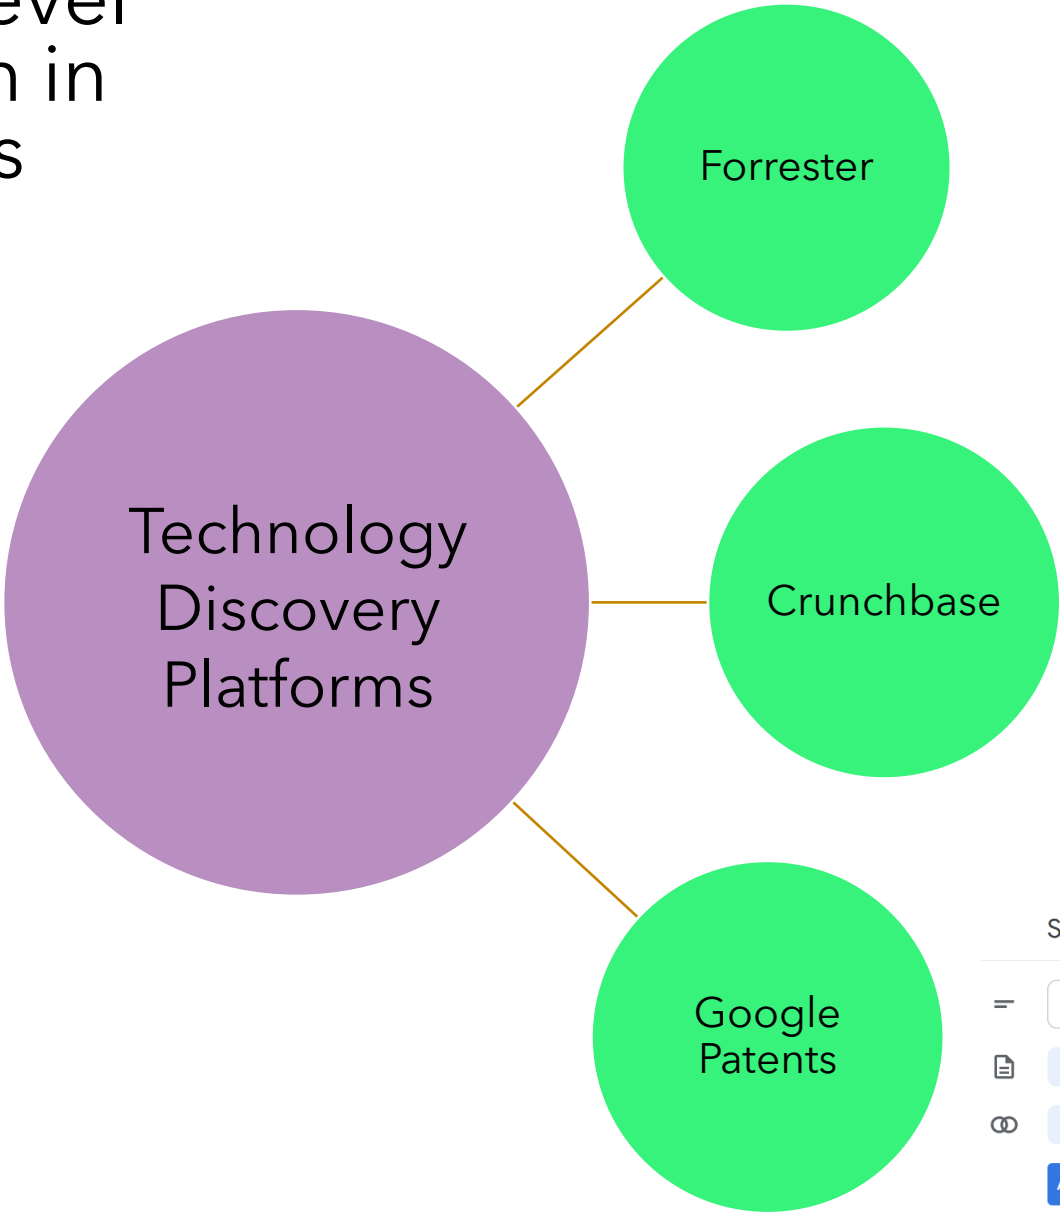 in
Forrester
Technology
Discovery
Platforms
Crunchbase
Google
Patents